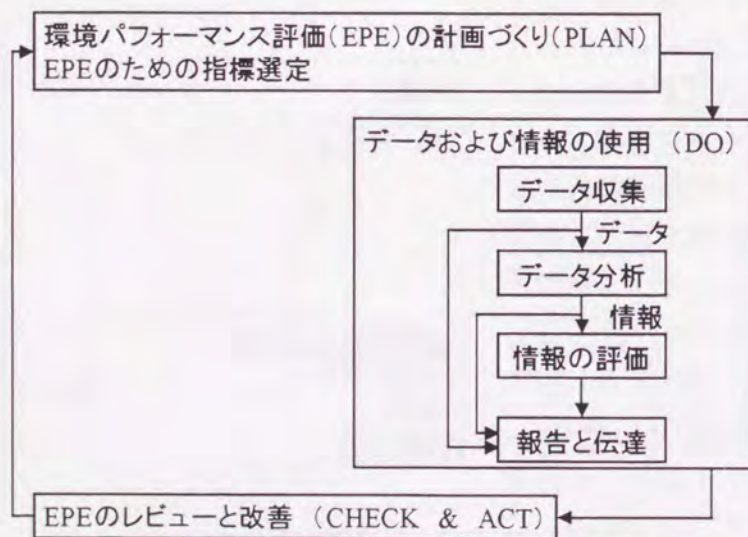 環境パフォーマンス評価(EPE)の計画づくり(PLAN)
EPEのための指標選定
データおよび情報の使用 (DO)
データ収集
データ
データ分析
情報
情報の評価
報告と伝達
EPEのレビューと改善 (CHECK & ACT)